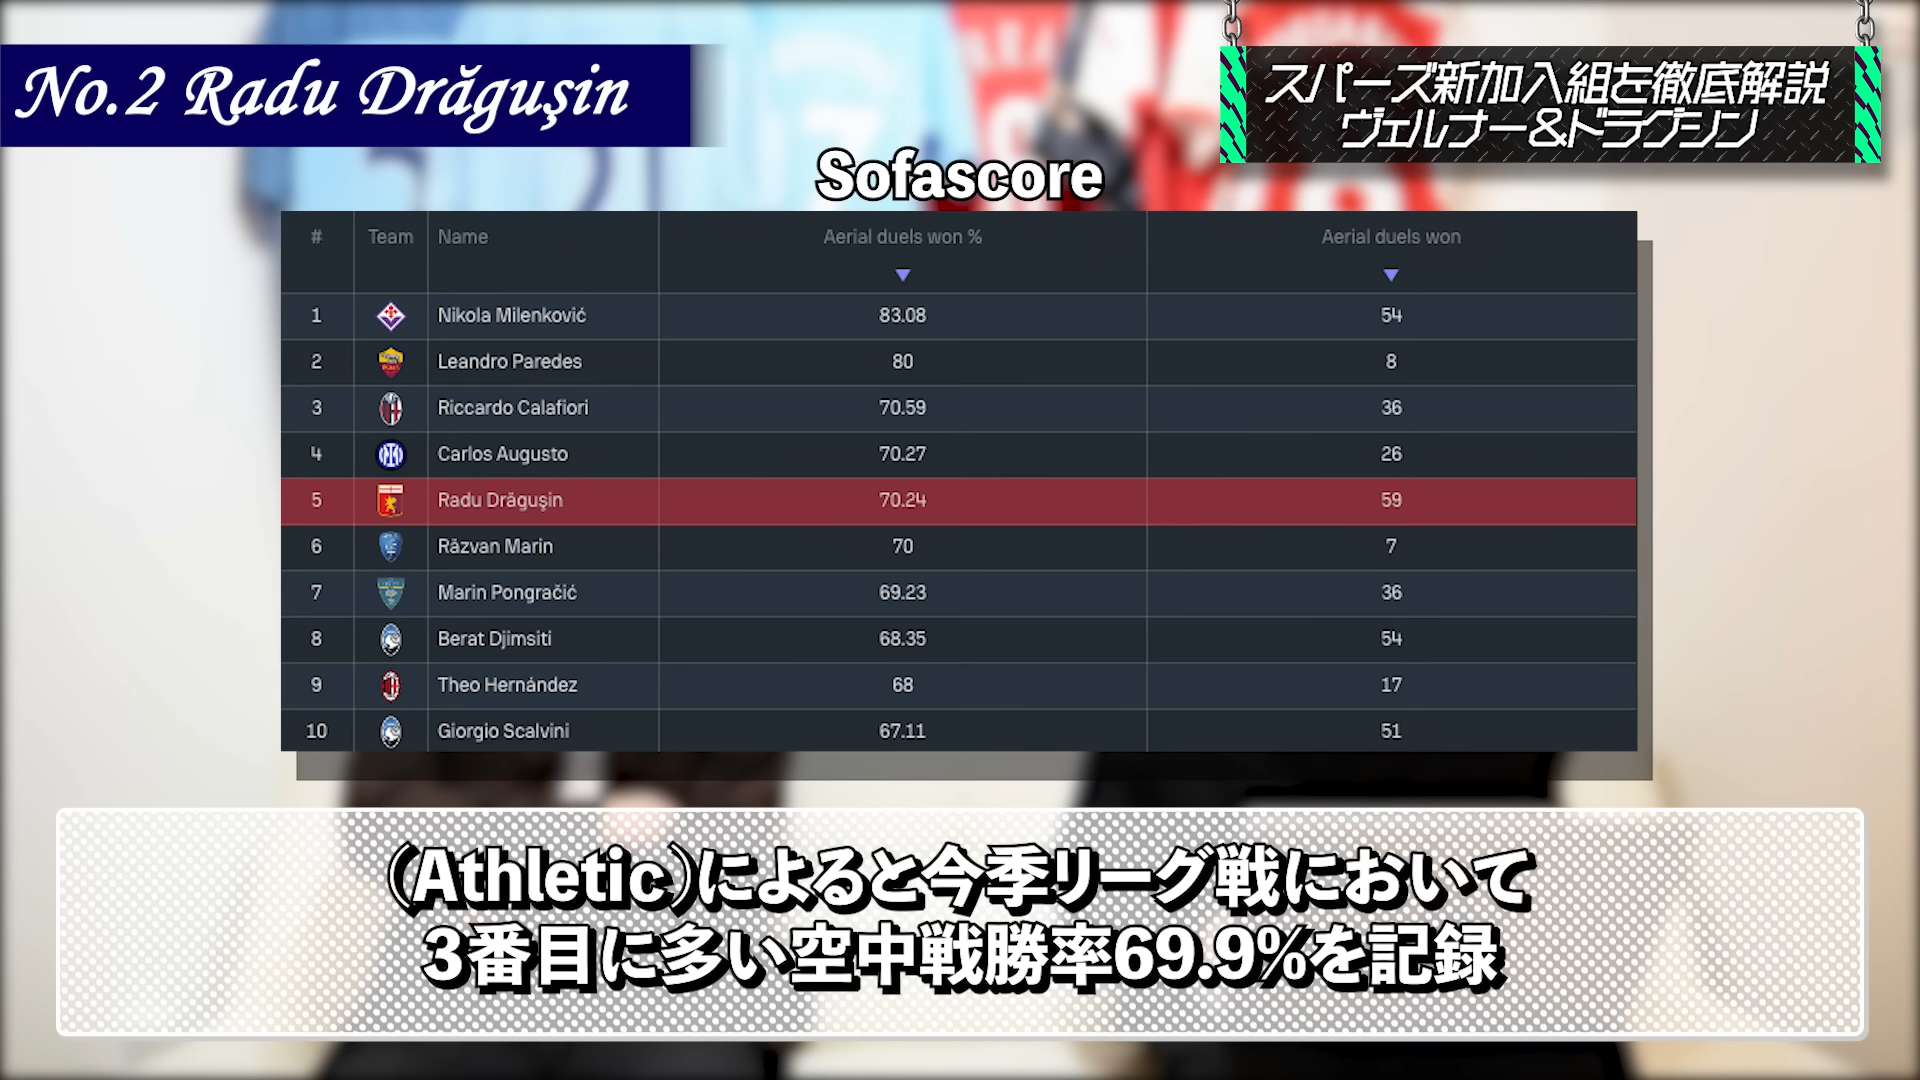 No.2 Radu Drăguşin
スパーズ新加入組を徹底解説
ヴェルナー&ドラグシン
Sofascore
# Team Name Aerial duels won % Aerial duels won
1 Nikola Milenković 83.08 54
2 Leandro Paredes 80 8
3 Riccardo Calafiori 70.59 36
4 Carlos Augusto 70.27 26
5 Radu Drăguşin 70.24 59
6 Răzvan Marin 70 7
7 Marin Pongračić 69.23 36
8 Berat Djimsiti 68.35 54
9 Theo Hernández 68 17
10 Giorgio Scalvini 67.11 51
（Athletic）によると今季リーグ戦において
3番目に多い空中戦勝率69.9%を記録